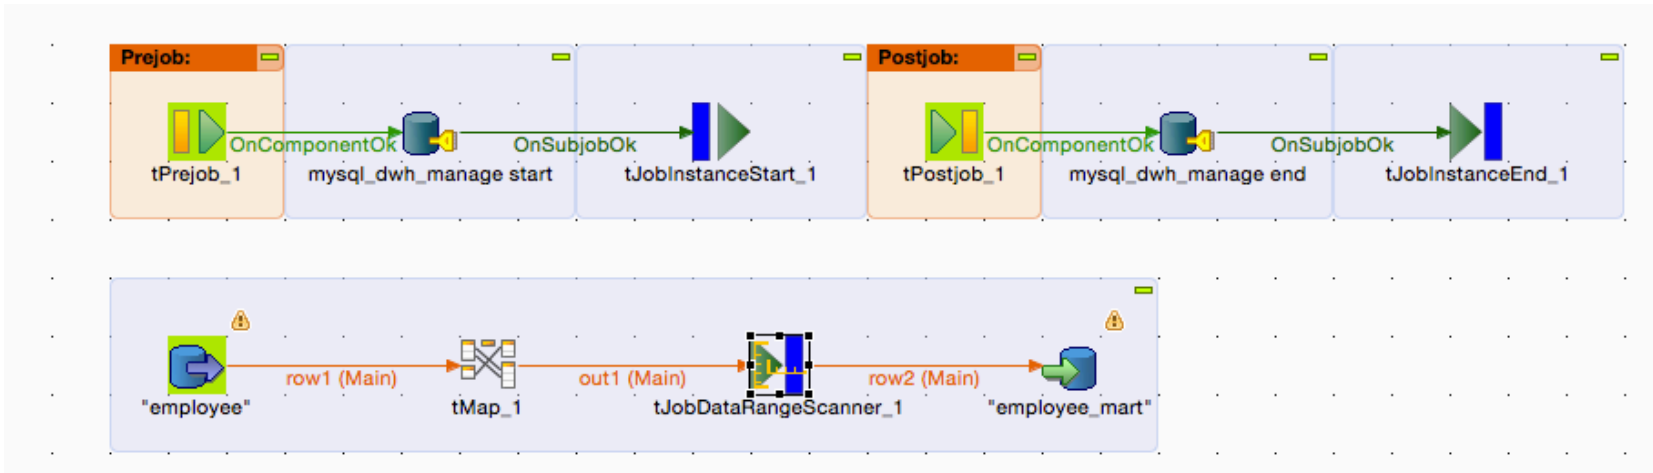 Prejob:
Postjob:
OnComponentOk
OnSubjobOk
OnComponentOk
OnSubjobOk
tPrejob_1
mysql_dwh_manage start
tJobInstanceStart_1
tPostjob_1
mysql_dwh_manage end
tJobInstanceEnd_1
row1 (Main)
out1 (Main)
row2 (Main)
"employee"
tMap_1
tJobDataRangeScanner_1
"employee_mart"